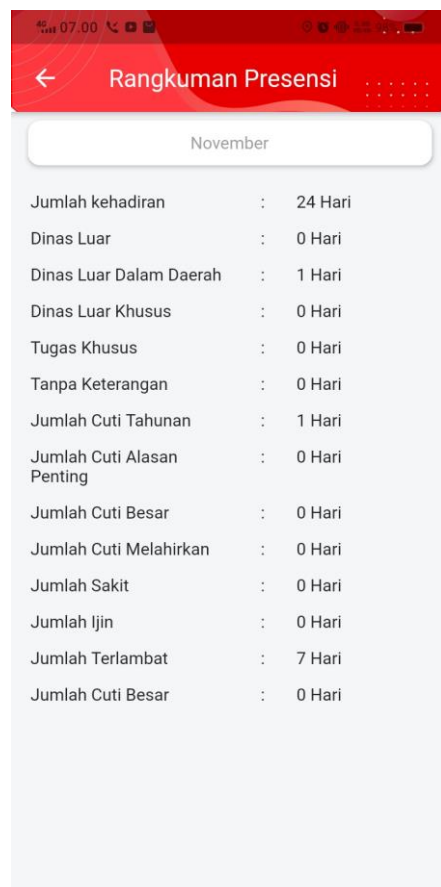 4G 07.00
Rangkuman Presensi
November
Jumlah kehadiran : 24 Hari
Dinas Luar : 0 Hari
Dinas Luar Dalam Daerah : 1 Hari
Dinas Luar Khusus : 0 Hari
Tugas Khusus : 0 Hari
Tanpa Keterangan : 0 Hari
Jumlah Cuti Tahunan : 1 Hari
Jumlah Cuti Alasan : 0 Hari
Penting
Jumlah Cuti Besar : 0 Hari
Jumlah Cuti Melahirkan : 0 Hari
Jumlah Sakit : 0 Hari
Jumlah Ijin : 0 Hari
Jumlah Terlambat : 7 Hari
Jumlah Cuti Besar : 0 Hari